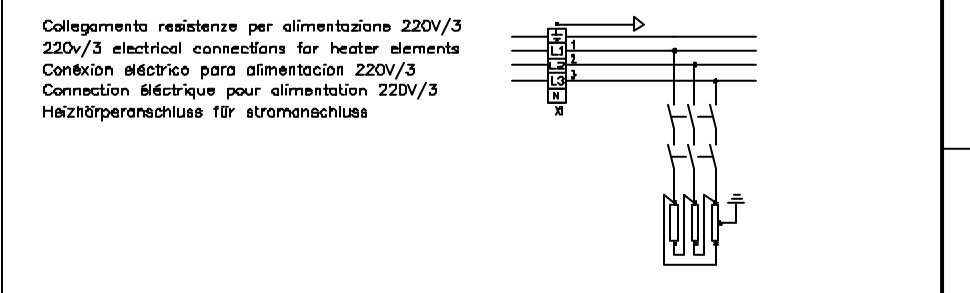 Collegamento resistenze per alimentazione 220V/3
220v/3 electrical connections for heater elements
Conéxion eléctrico para alimentacion 220V/3
Connection éléctrique pour alimentation 220V/3
Heizhörperanschluss für stromanschluss
L1 1
L2 2
L3 3
N
X1